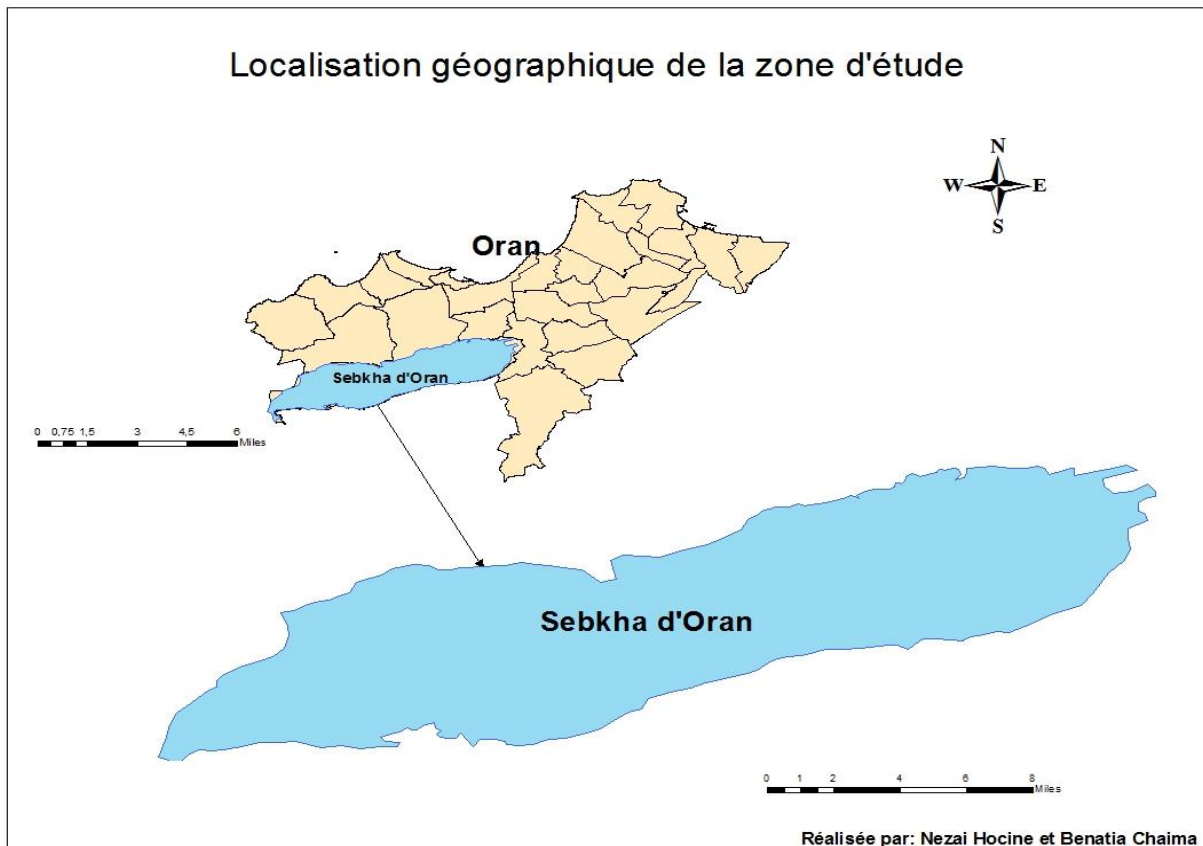 Localisation géographique de la zone d'étude
N
W E
S
Oran
Sebkha d'Oran
0 0,75 1,5 3 4,5 6
Miles
Sebkha d'Oran
0 1 2 4 6 8
Miles
Réalisée par: Nezai Hocine et Benatia Chaima